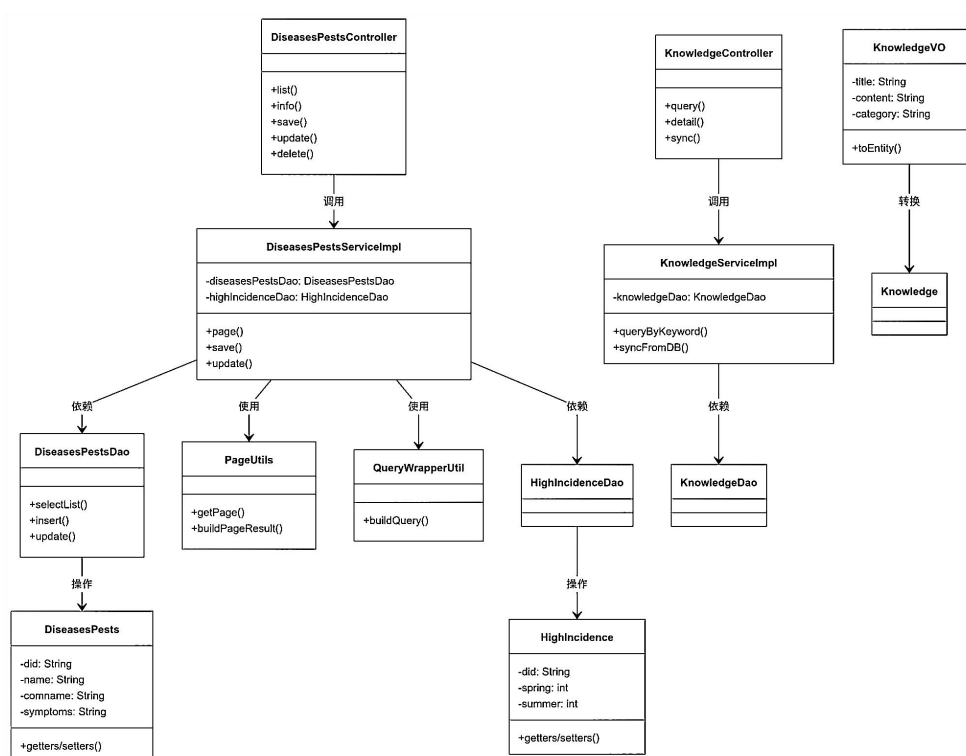 DiseasesPestsController
+list()
+info()
+save()
+update()
+delete()
KnowledgeController
+query()
+detail()
+sync()
KnowledgeVO
-title: String
-content: String
-category: String
+toEntity()
调用
调用
转换
DiseasesPestsServiceImpl
-diseasesPestsDao: DiseasesPestsDao
-highIncidenceDao: HighIncidenceDao
+page()
+save()
+update()
KnowledgeServiceImpl
-knowledgeDao: KnowledgeDao
+queryByKeyword()
+syncFromDB()
Knowledge
依赖
使用
使用
依赖
依赖
DiseasesPestsDao
+selectList()
+insert()
+update()
PageUtils
+getPage()
+buildPageResult()
QueryWrapperUtil
+buildQuery()
HighIncidenceDao
KnowledgeDao
操作
操作
DiseasesPests
-did: String
-name: String
-comname: String
-symptoms: String
+getters/setters()
HighIncidence
-did: String
-spring: int
-summer: int
+getters/setters()